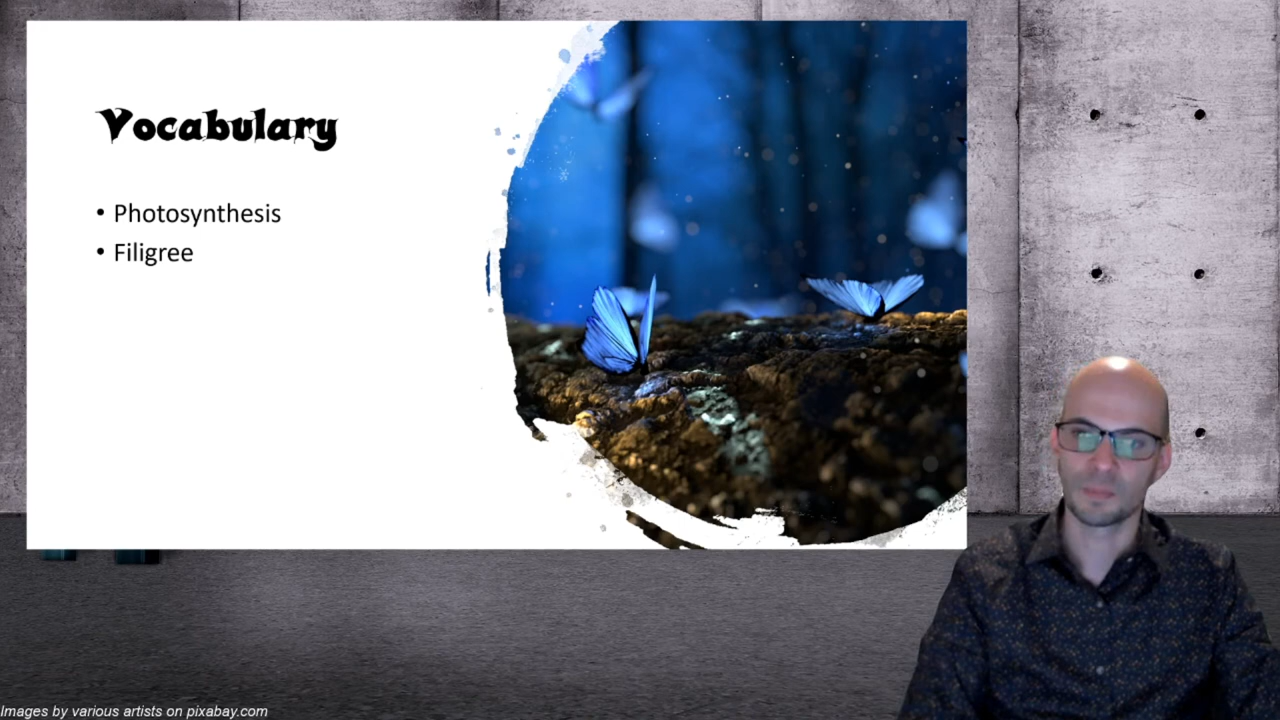 Vocabulary
• Photosynthesis
• Filigree
Images by various artists on pixabay.com